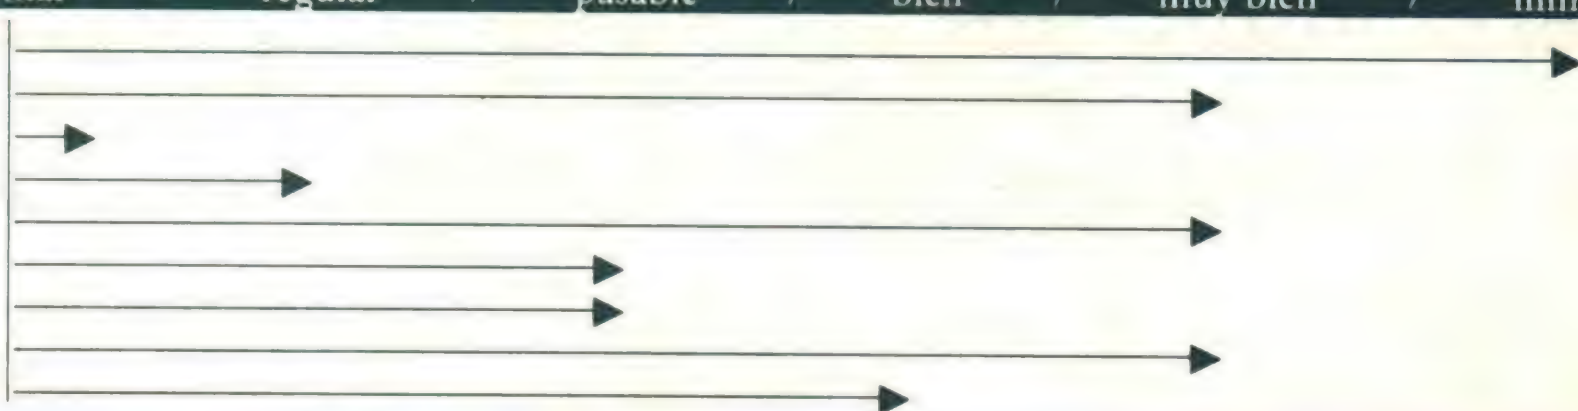 regular / pasable / bien / muy bien /